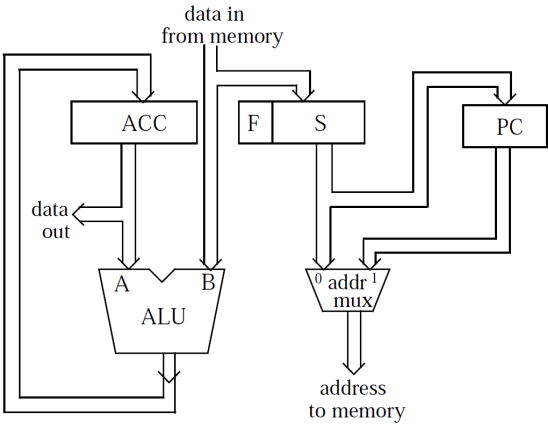 data in
from memory
ACC
F
S
PC
data
out
A
B
ALU
0 addr 1
mux
address
to memory